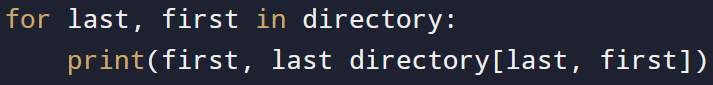 for last, first in directory:
    print(first, last directory[last, first])